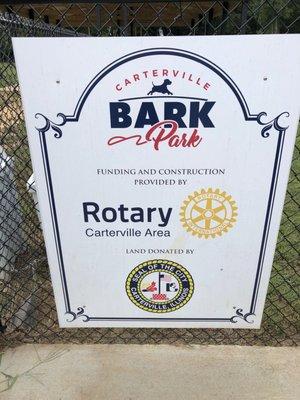 CARTERVILLE
BARK
Park
FUNDING AND CONSTRUCTION
PROVIDED BY
Rotary
Carterville Area
LAND DONATED BY
SEAL OF THE CITY
CARTERVILLE, ILLINOIS